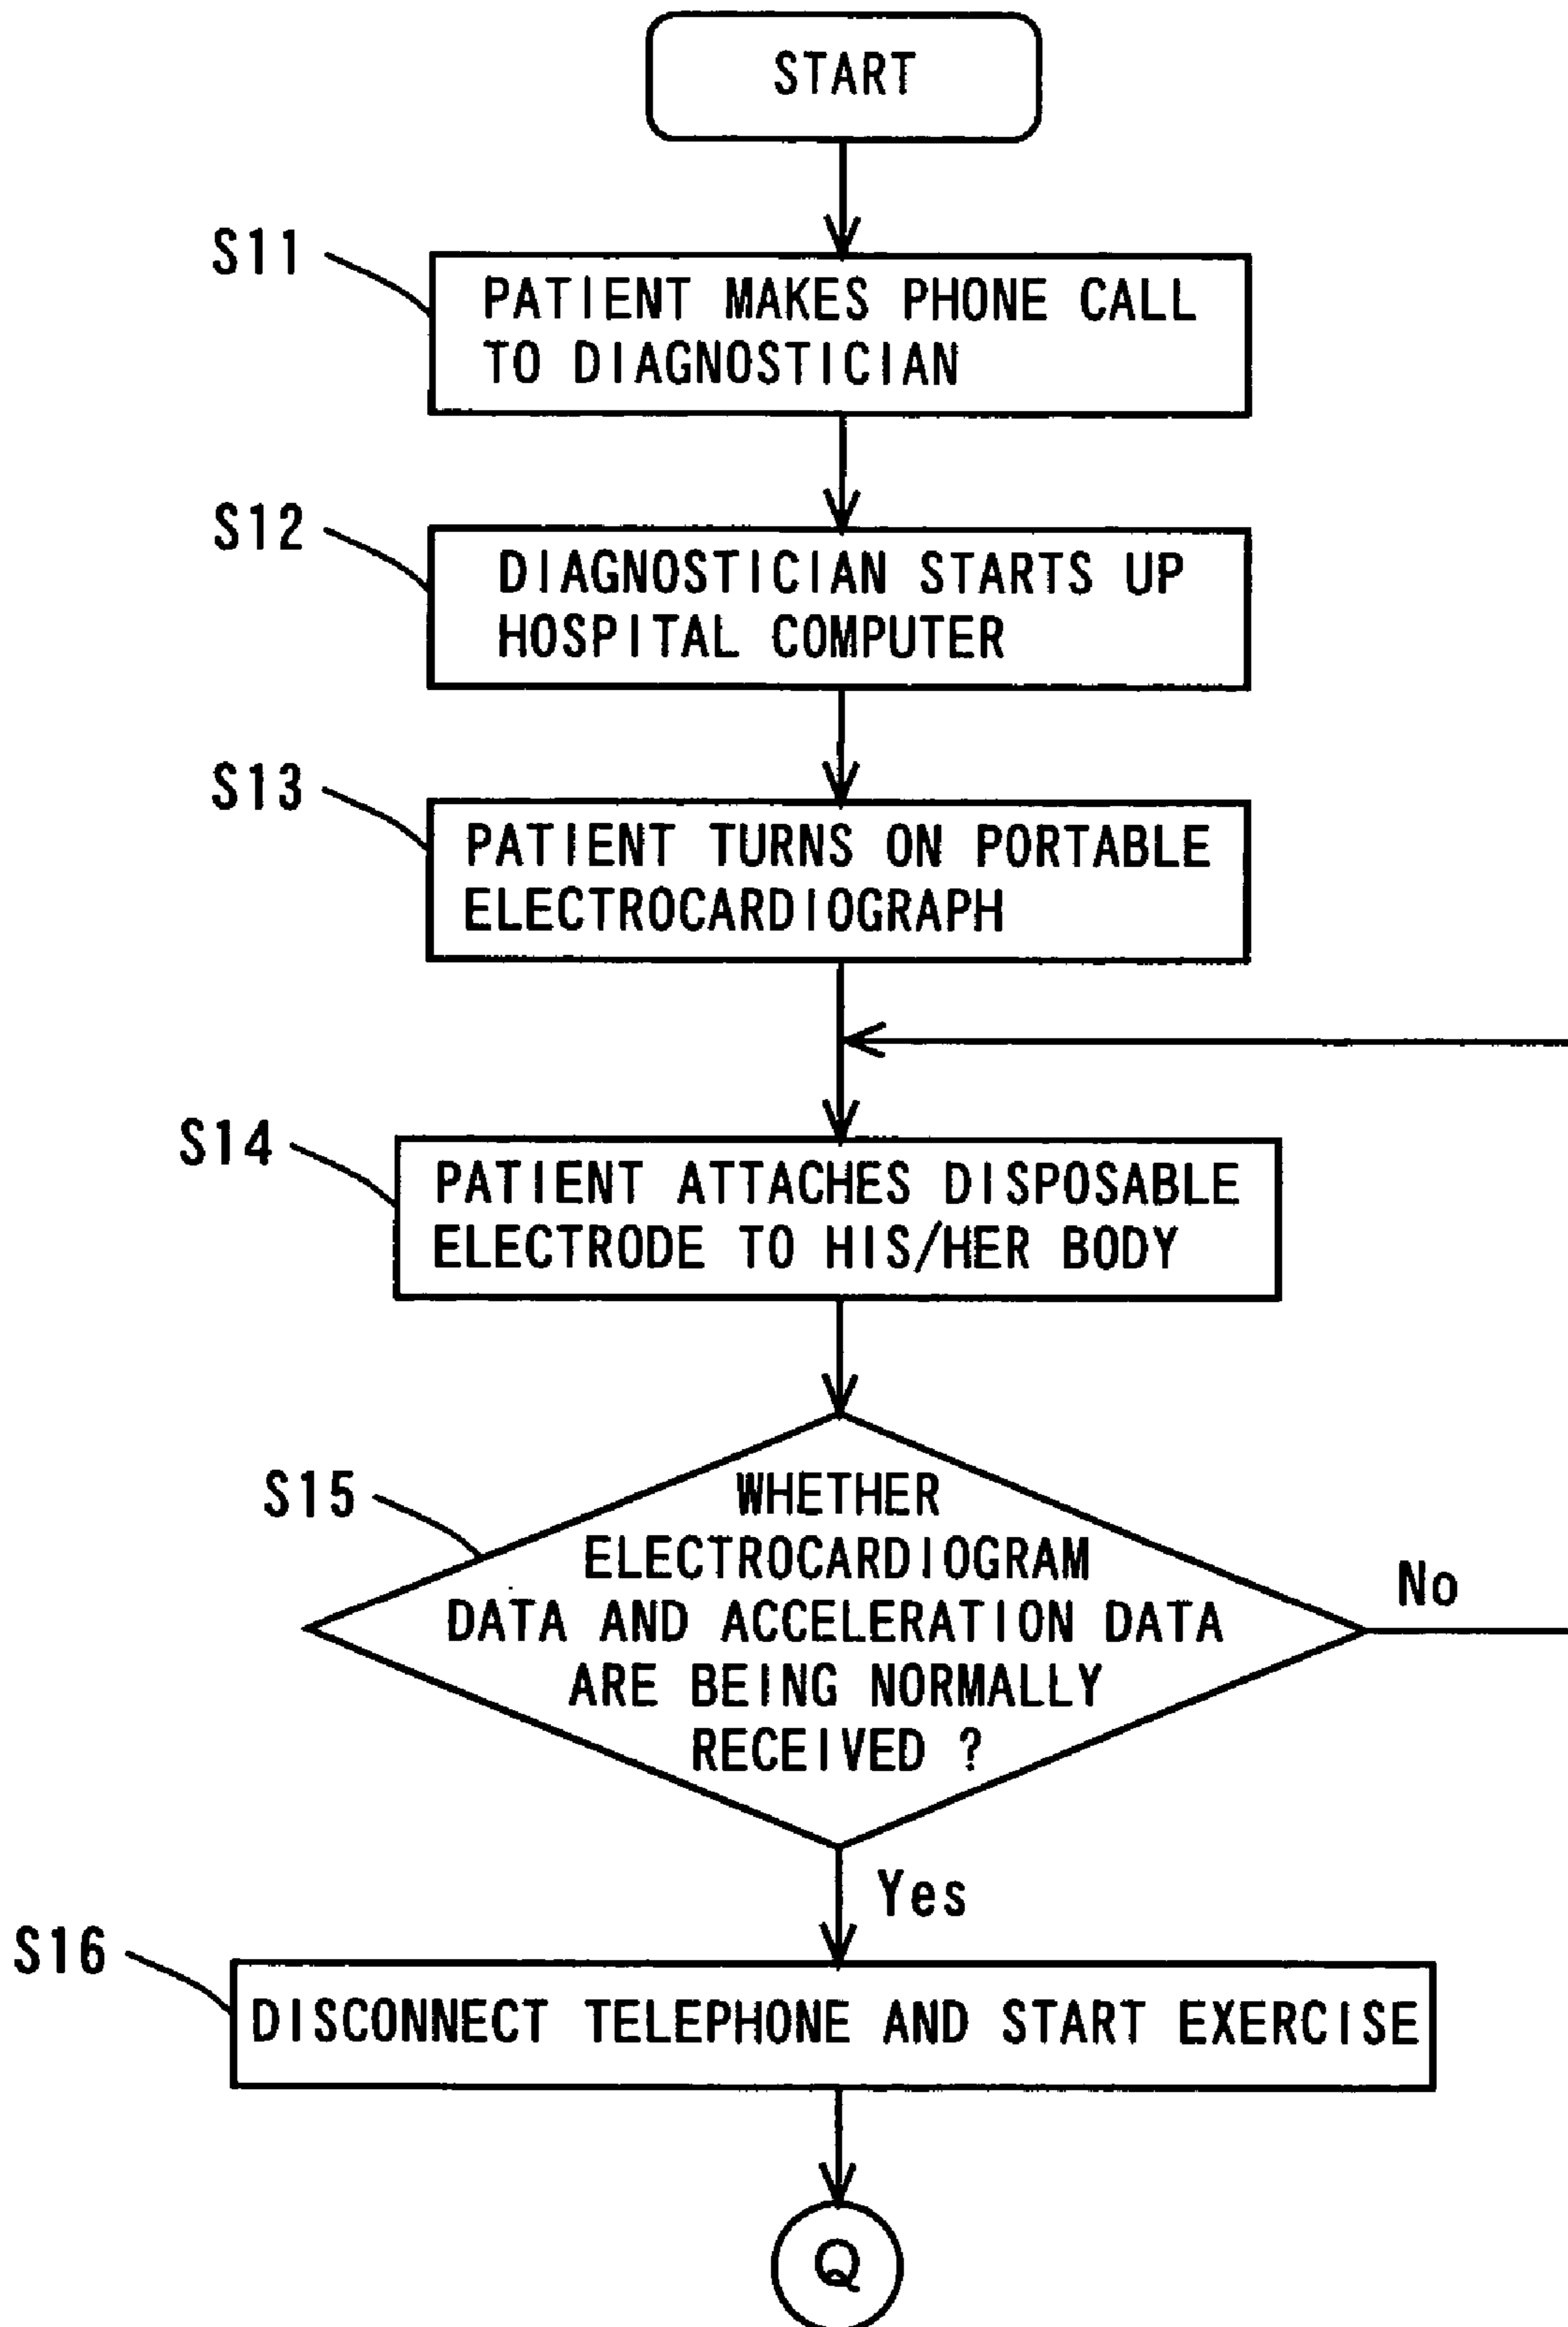 START
S11
PATIENT MAKES PHONE CALL
TO DIAGNOSTICIAN
S12
DIAGNOSTICIAN STARTS UP
HOSPITAL COMPUTER
S13
PATIENT TURNS ON PORTABLE
ELECTROCARDIOGRAPH
S14
PATIENT ATTACHES DISPOSABLE
ELECTRODE TO HIS/HER BODY
S15
WHETHER
ELECTROCARDIOGRAM
DATA AND ACCELERATION DATA
ARE BEING NORMALLY
RECEIVED ?
No
Yes
S16
DISCONNECT TELEPHONE AND START EXERCISE
Q